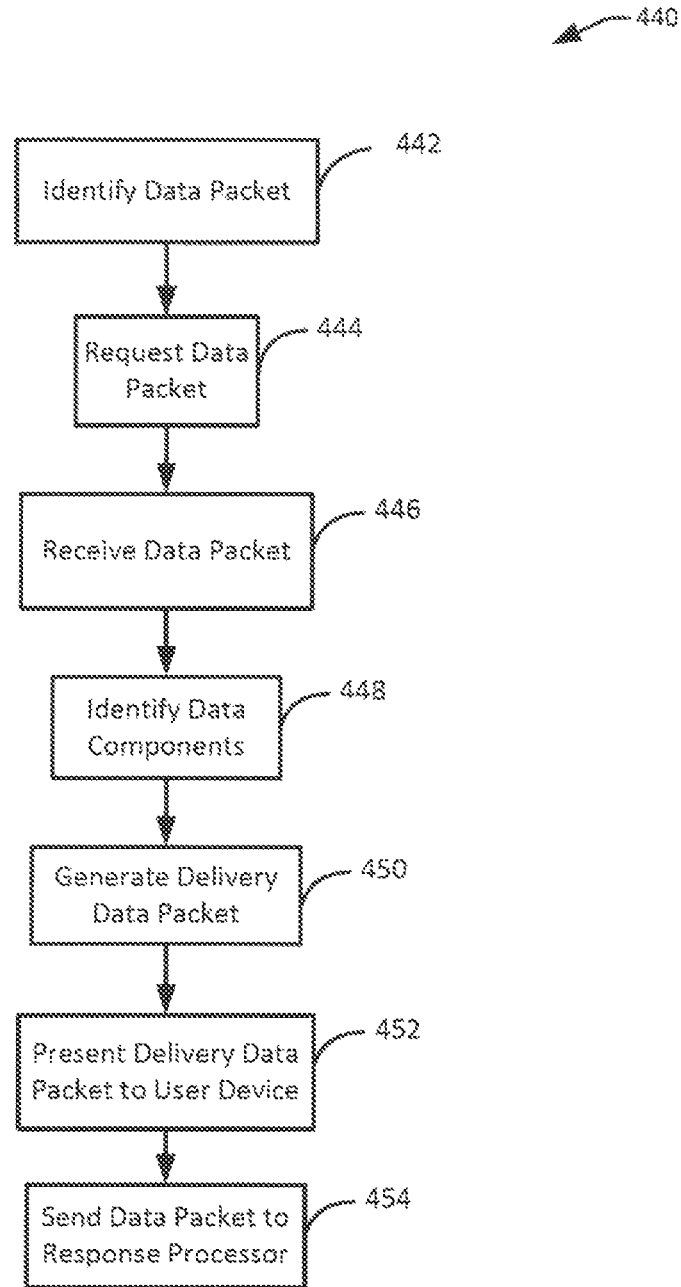 440
442
Identify Data Packet
444
Request Data
Packet
446
Receive Data Packet
448
Identify Data
Components
450
Generate Delivery
Data Packet
452
Present Delivery Data
Packet to User Device
454
Send Data Packet to
Response Processor